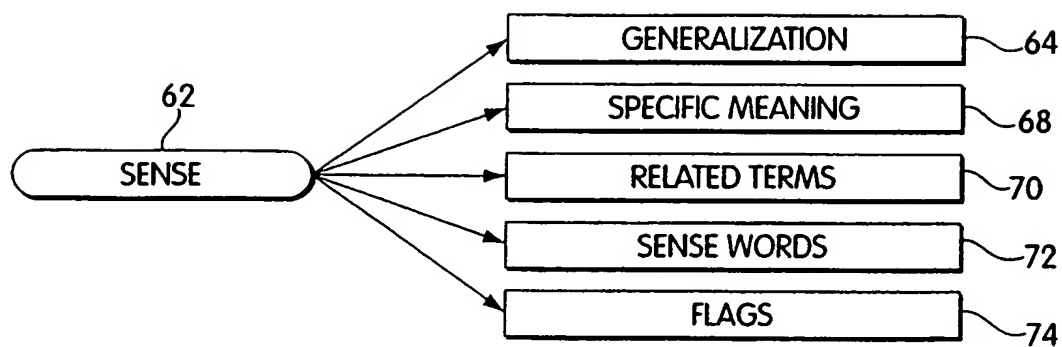 GENERALIZATION 64
62
SPECIFIC MEANING 68
SENSE
RELATED TERMS 70
SENSE WORDS 72
FLAGS 74